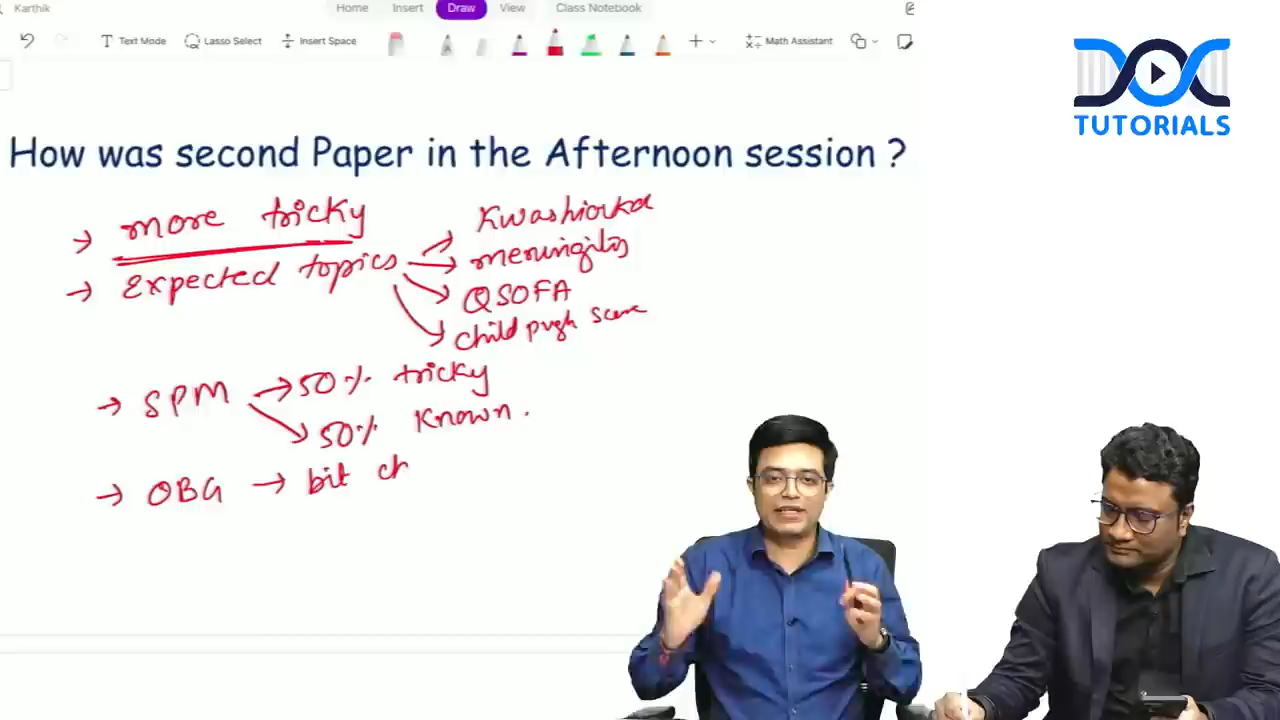 Karthik
Home Insert Draw View Class Notebook
Text Mode Lasso Select Insert Space Math Assistant
DOC
TUTORIALS
How was second Paper in the Afternoon session ?
→ more tricky
→ Expected topics
Kwashiorkor
meningitis
QSOFA
child pugh score
→ SPM → 50% tricky
50% Known.
→ OBG → bit ch